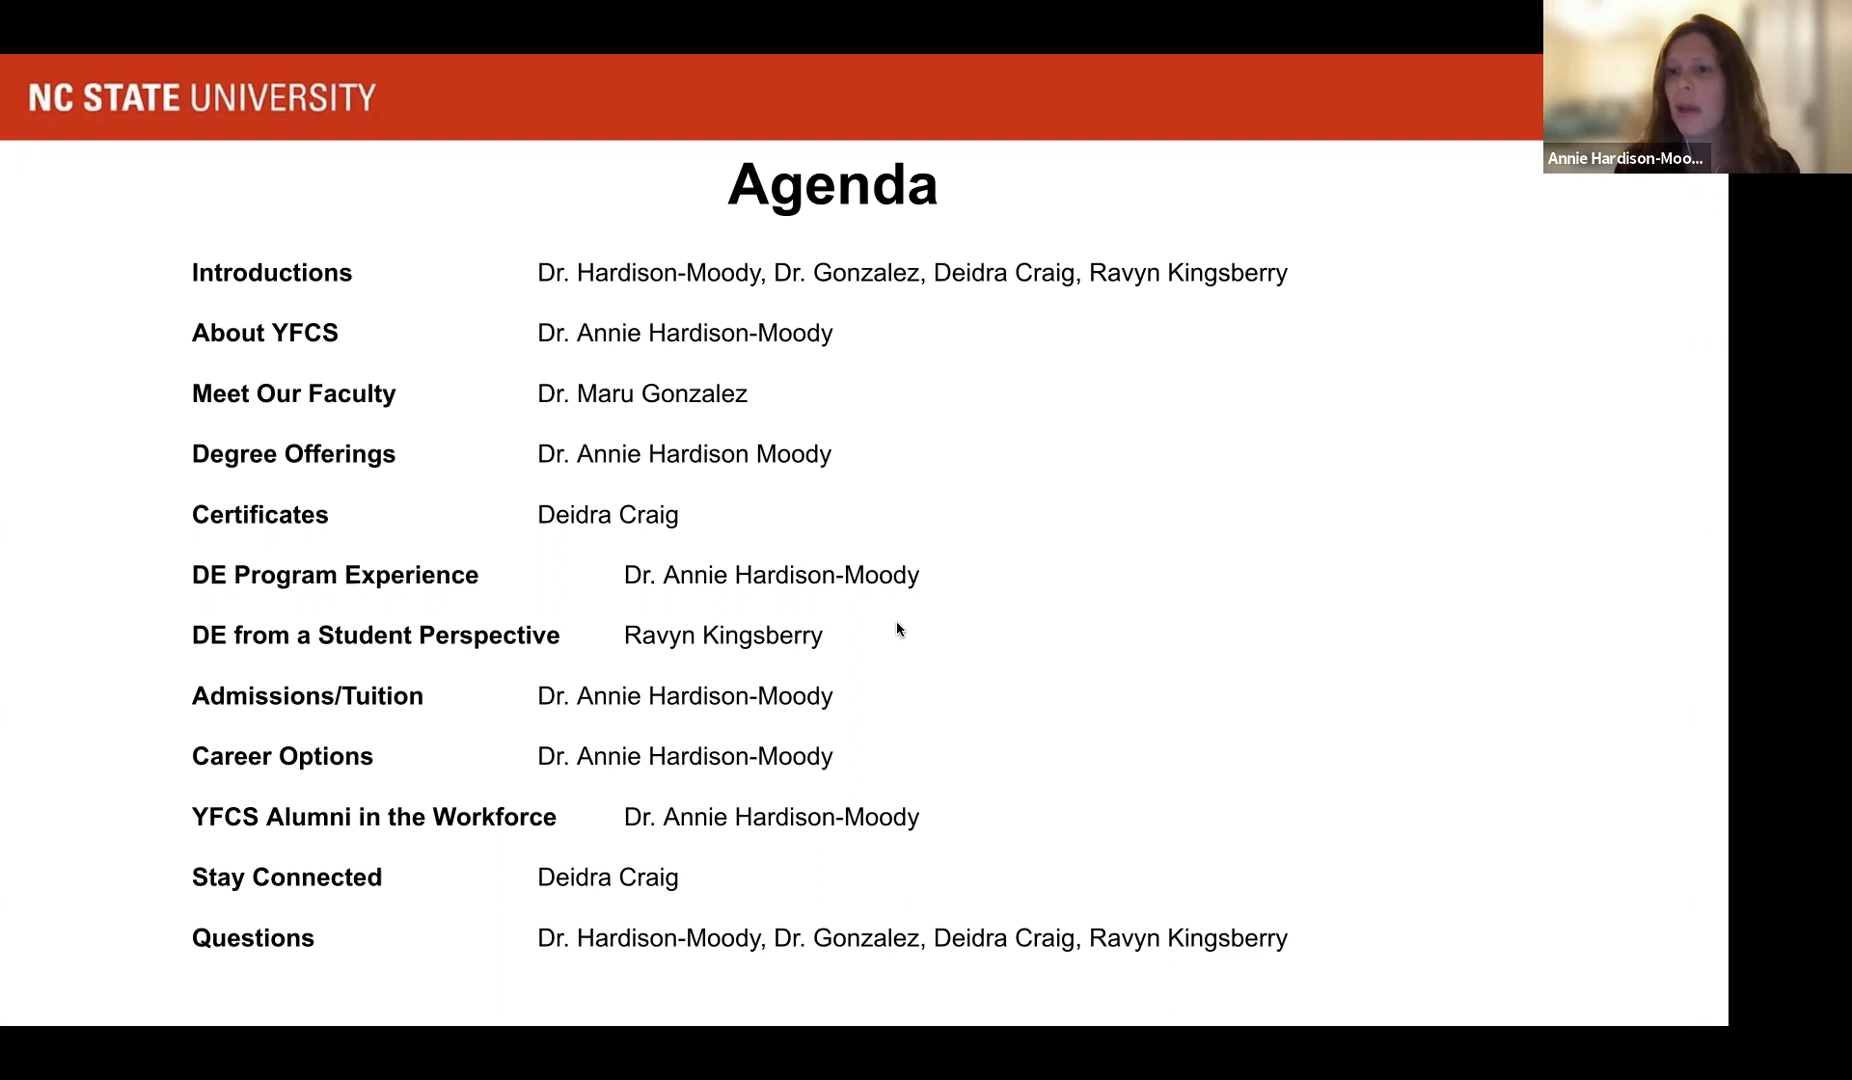 NC STATE UNIVERSITY
Annie Hardison-Moo...
Agenda
Introductions Dr. Hardison-Moody, Dr. Gonzalez, Deidra Craig, Ravyn Kingsberry
About YFCS Dr. Annie Hardison-Moody
Meet Our Faculty Dr. Maru Gonzalez
Degree Offerings Dr. Annie Hardison Moody
Certificates Deidra Craig
DE Program Experience Dr. Annie Hardison-Moody
DE from a Student Perspective Ravyn Kingsberry
Admissions/Tuition Dr. Annie Hardison-Moody
Career Options Dr. Annie Hardison-Moody
YFCS Alumni in the Workforce Dr. Annie Hardison-Moody
Stay Connected Deidra Craig
Questions Dr. Hardison-Moody, Dr. Gonzalez, Deidra Craig, Ravyn Kingsberry